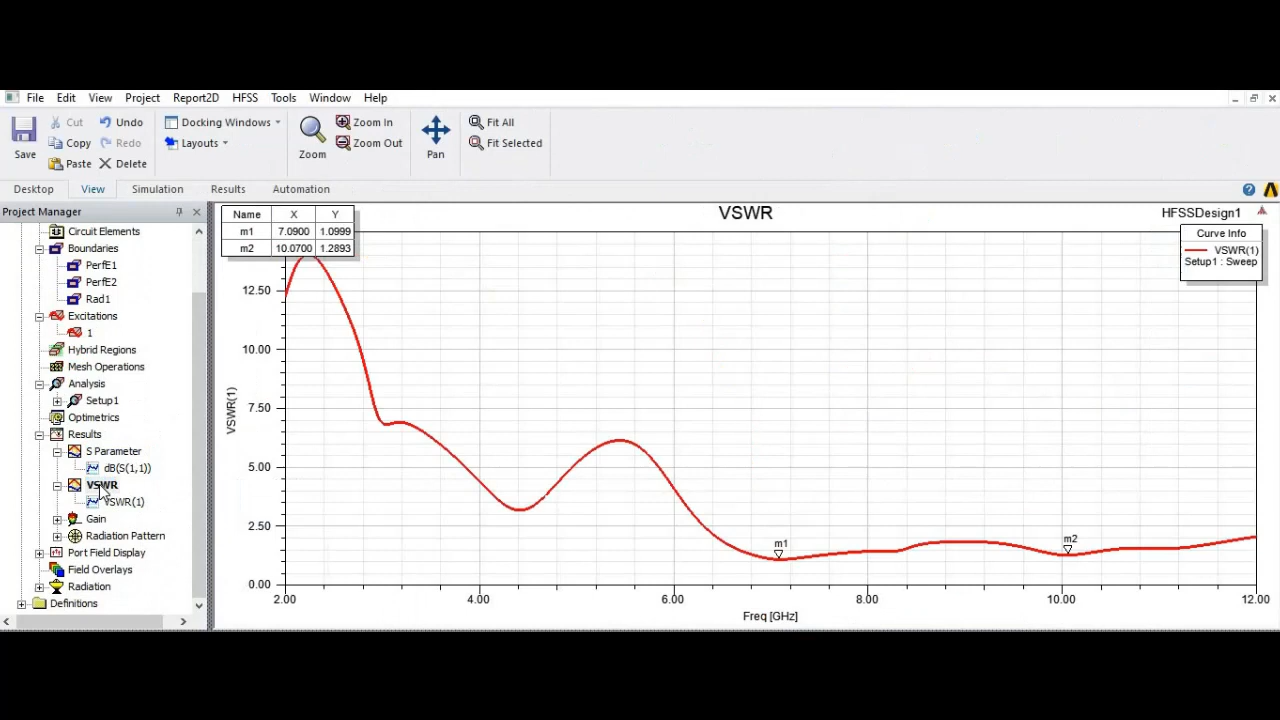 File Edit View Project Report2D HFSS Tools Window Help
Save
Cut
Copy
Paste
Undo
Redo
Delete
Docking Windows
Layouts
Zoom
Zoom In
Zoom Out
Pan
Fit All
Fit Selected
Desktop View Simulation Results Automation
Project Manager
Circuit Elements
Boundaries
PerfE1
PerfE2
Rad1
Excitations
1
Hybrid Regions
Mesh Operations
Analysis
Setup1
Optimetrics
Results
S Parameter
dB(S(1,1))
VSWR
VSWR(1)
Gain
Radiation Pattern
Port Field Display
Field Overlays
Radiation
Definitions
VSWR
HFSSDesign1
Name X Y
m1 7.0900 1.0999
m2 10.0700 1.2893
Curve Info
VSWR(1)
Setup1 : Sweep
VSWR(1)
12.50
10.00
7.50
5.00
2.50
0.00
m1
m2
2.00 4.00 6.00 8.00 10.00 12.00
Freq [GHz]